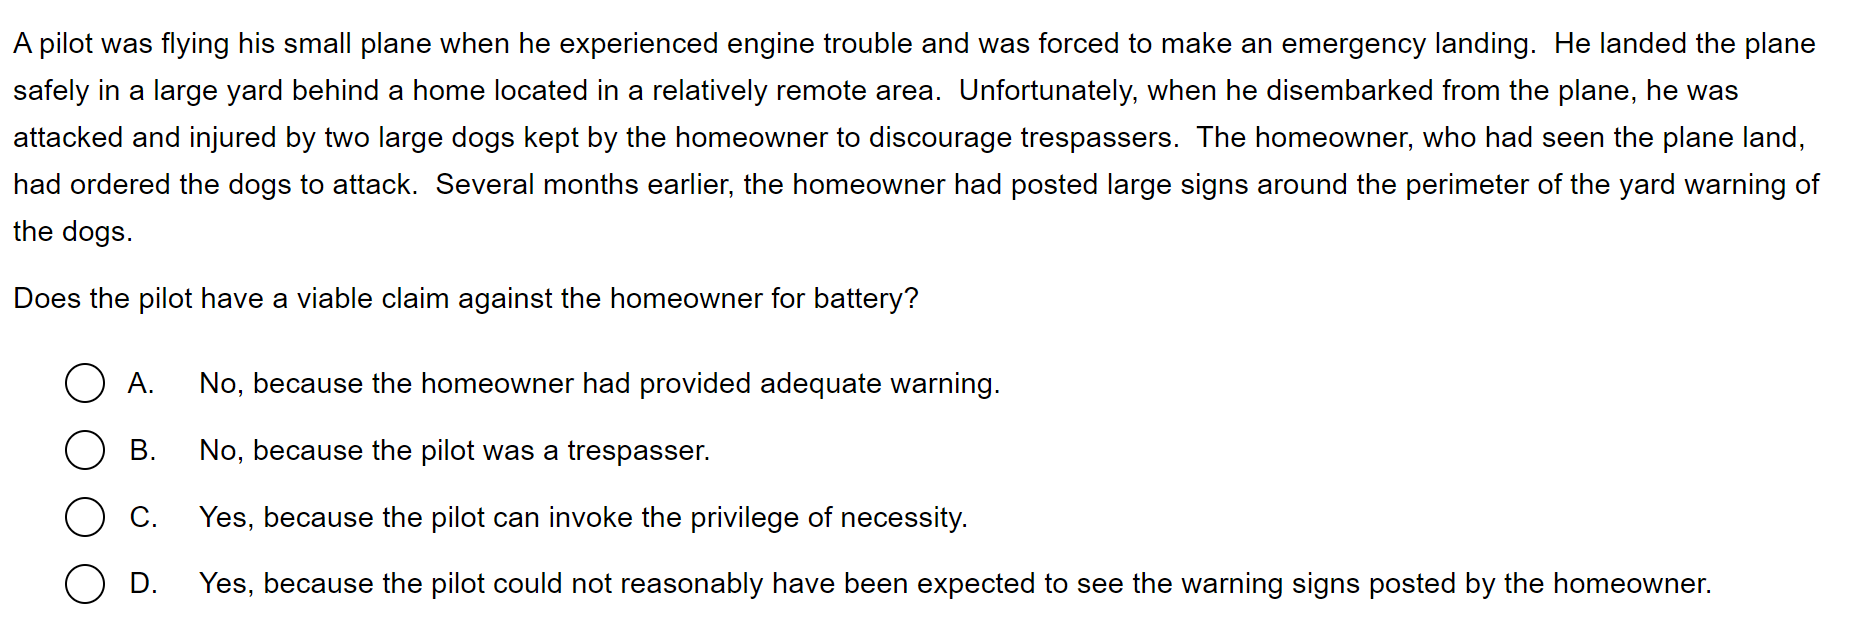 A pilot was flying his small plane when he experienced engine trouble and was forced to make an emergency landing.  He landed the plane
safely in a large yard behind a home located in a relatively remote area.  Unfortunately, when he disembarked from the plane, he was
attacked and injured by two large dogs kept by the homeowner to discourage trespassers.  The homeowner, who had seen the plane land,
had ordered the dogs to attack.  Several months earlier, the homeowner had posted large signs around the perimeter of the yard warning of
the dogs.
Does the pilot have a viable claim against the homeowner for battery?
A. No, because the homeowner had provided adequate warning.
B. No, because the pilot was a trespasser.
C. Yes, because the pilot can invoke the privilege of necessity.
D. Yes, because the pilot could not reasonably have been expected to see the warning signs posted by the homeowner.